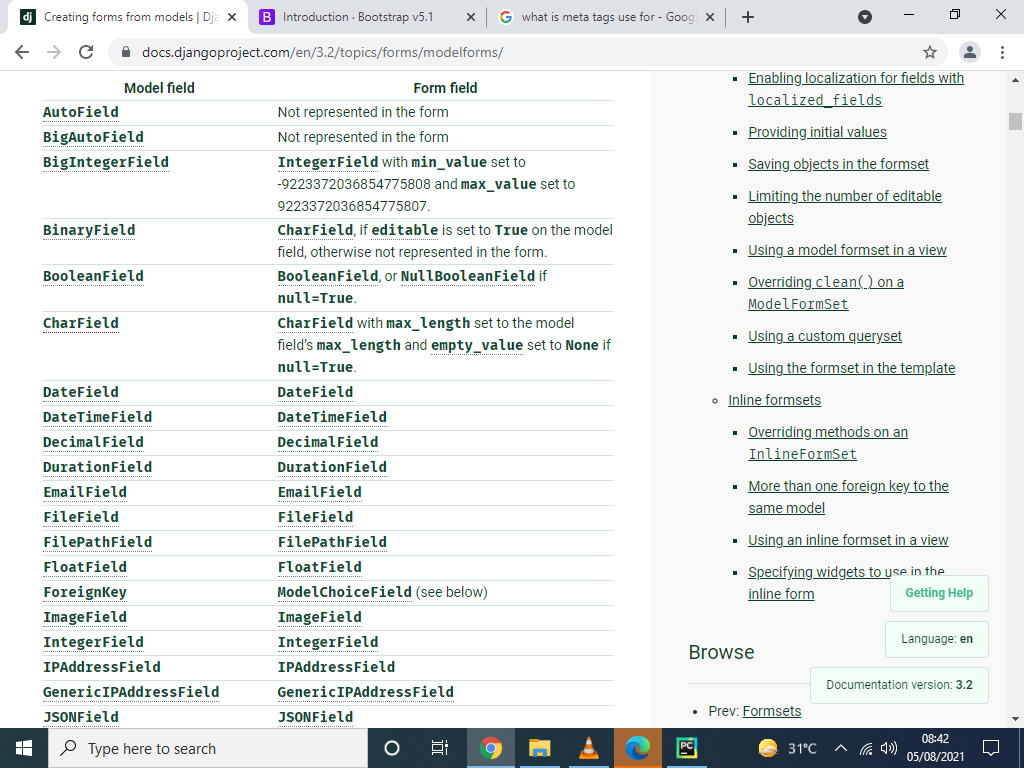 Creating forms from models | Dja
Introduction · Bootstrap v5.1
what is meta tags use for - Goog
docs.djangoproject.com/en/3.2/topics/forms/modelforms/
Model field Form field
AutoField Not represented in the form
BigAutoField Not represented in the form
BigIntegerField IntegerField with min_value set to
-9223372036854775808 and max_value set to
9223372036854775807.
BinaryField CharField, if editable is set to True on the model
field, otherwise not represented in the form.
BooleanField BooleanField, or NullBooleanField if
null=True.
CharField CharField with max_length set to the model
field's max_length and empty_value set to None if
null=True.
DateField DateField
DateTimeField DateTimeField
DecimalField DecimalField
DurationField DurationField
EmailField EmailField
FileField FileField
FilePathField FilePathField
FloatField FloatField
ForeignKey ModelChoiceField (see below)
ImageField ImageField
IntegerField IntegerField
IPAddressField IPAddressField
GenericIPAddressField GenericIPAddressField
JSONField JSONField
Enabling localization for fields with
localized_fields
Providing initial values
Saving objects in the formset
Limiting the number of editable
objects
Using a model formset in a view
Overriding clean() on a
ModelFormSet
Using a custom queryset
Using the formset in the template
Inline formsets
Overriding methods on an
InlineFormSet
More than one foreign key to the
same model
Using an inline formset in a view
Specifying widgets to use in the
inline form
Getting Help
Language: en
Browse
Documentation version: 3.2
Prev: Formsets
Type here to search
31°C
08:42
05/08/2021